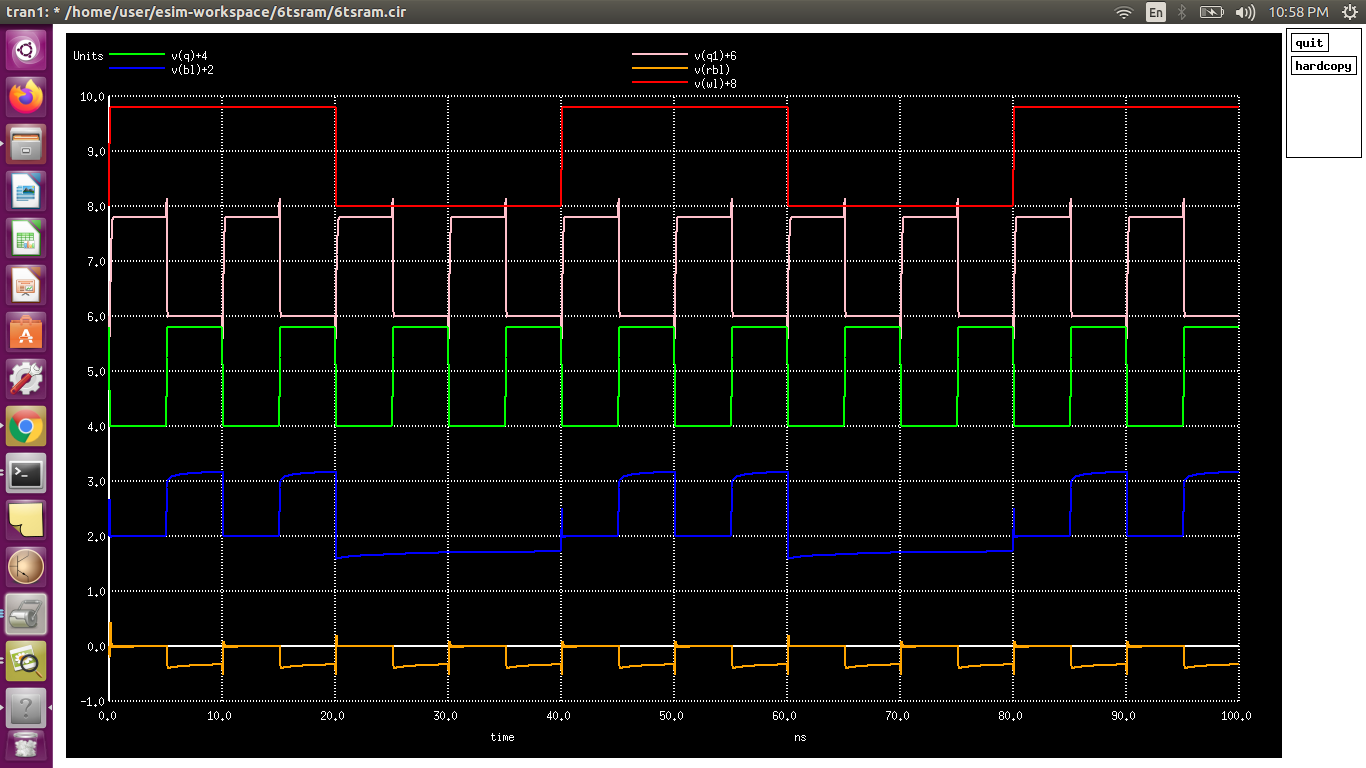 tran1: * /home/user/esim-workspace/6tsram/6tsram.cir
En
10:58 PM
quit
hardcopy
Units
v(q)+4
v(q1)+6
v(bl)+2
v(rbl)
v(wl)+8
10.0
9.0
8.0
7.0
6.0
5.0
4.0
3.0
2.0
1.0
0.0
-1.0
0.0 10.0 20.0 30.0 40.0 50.0 60.0 70.0 80.0 90.0 100.0
time
ns